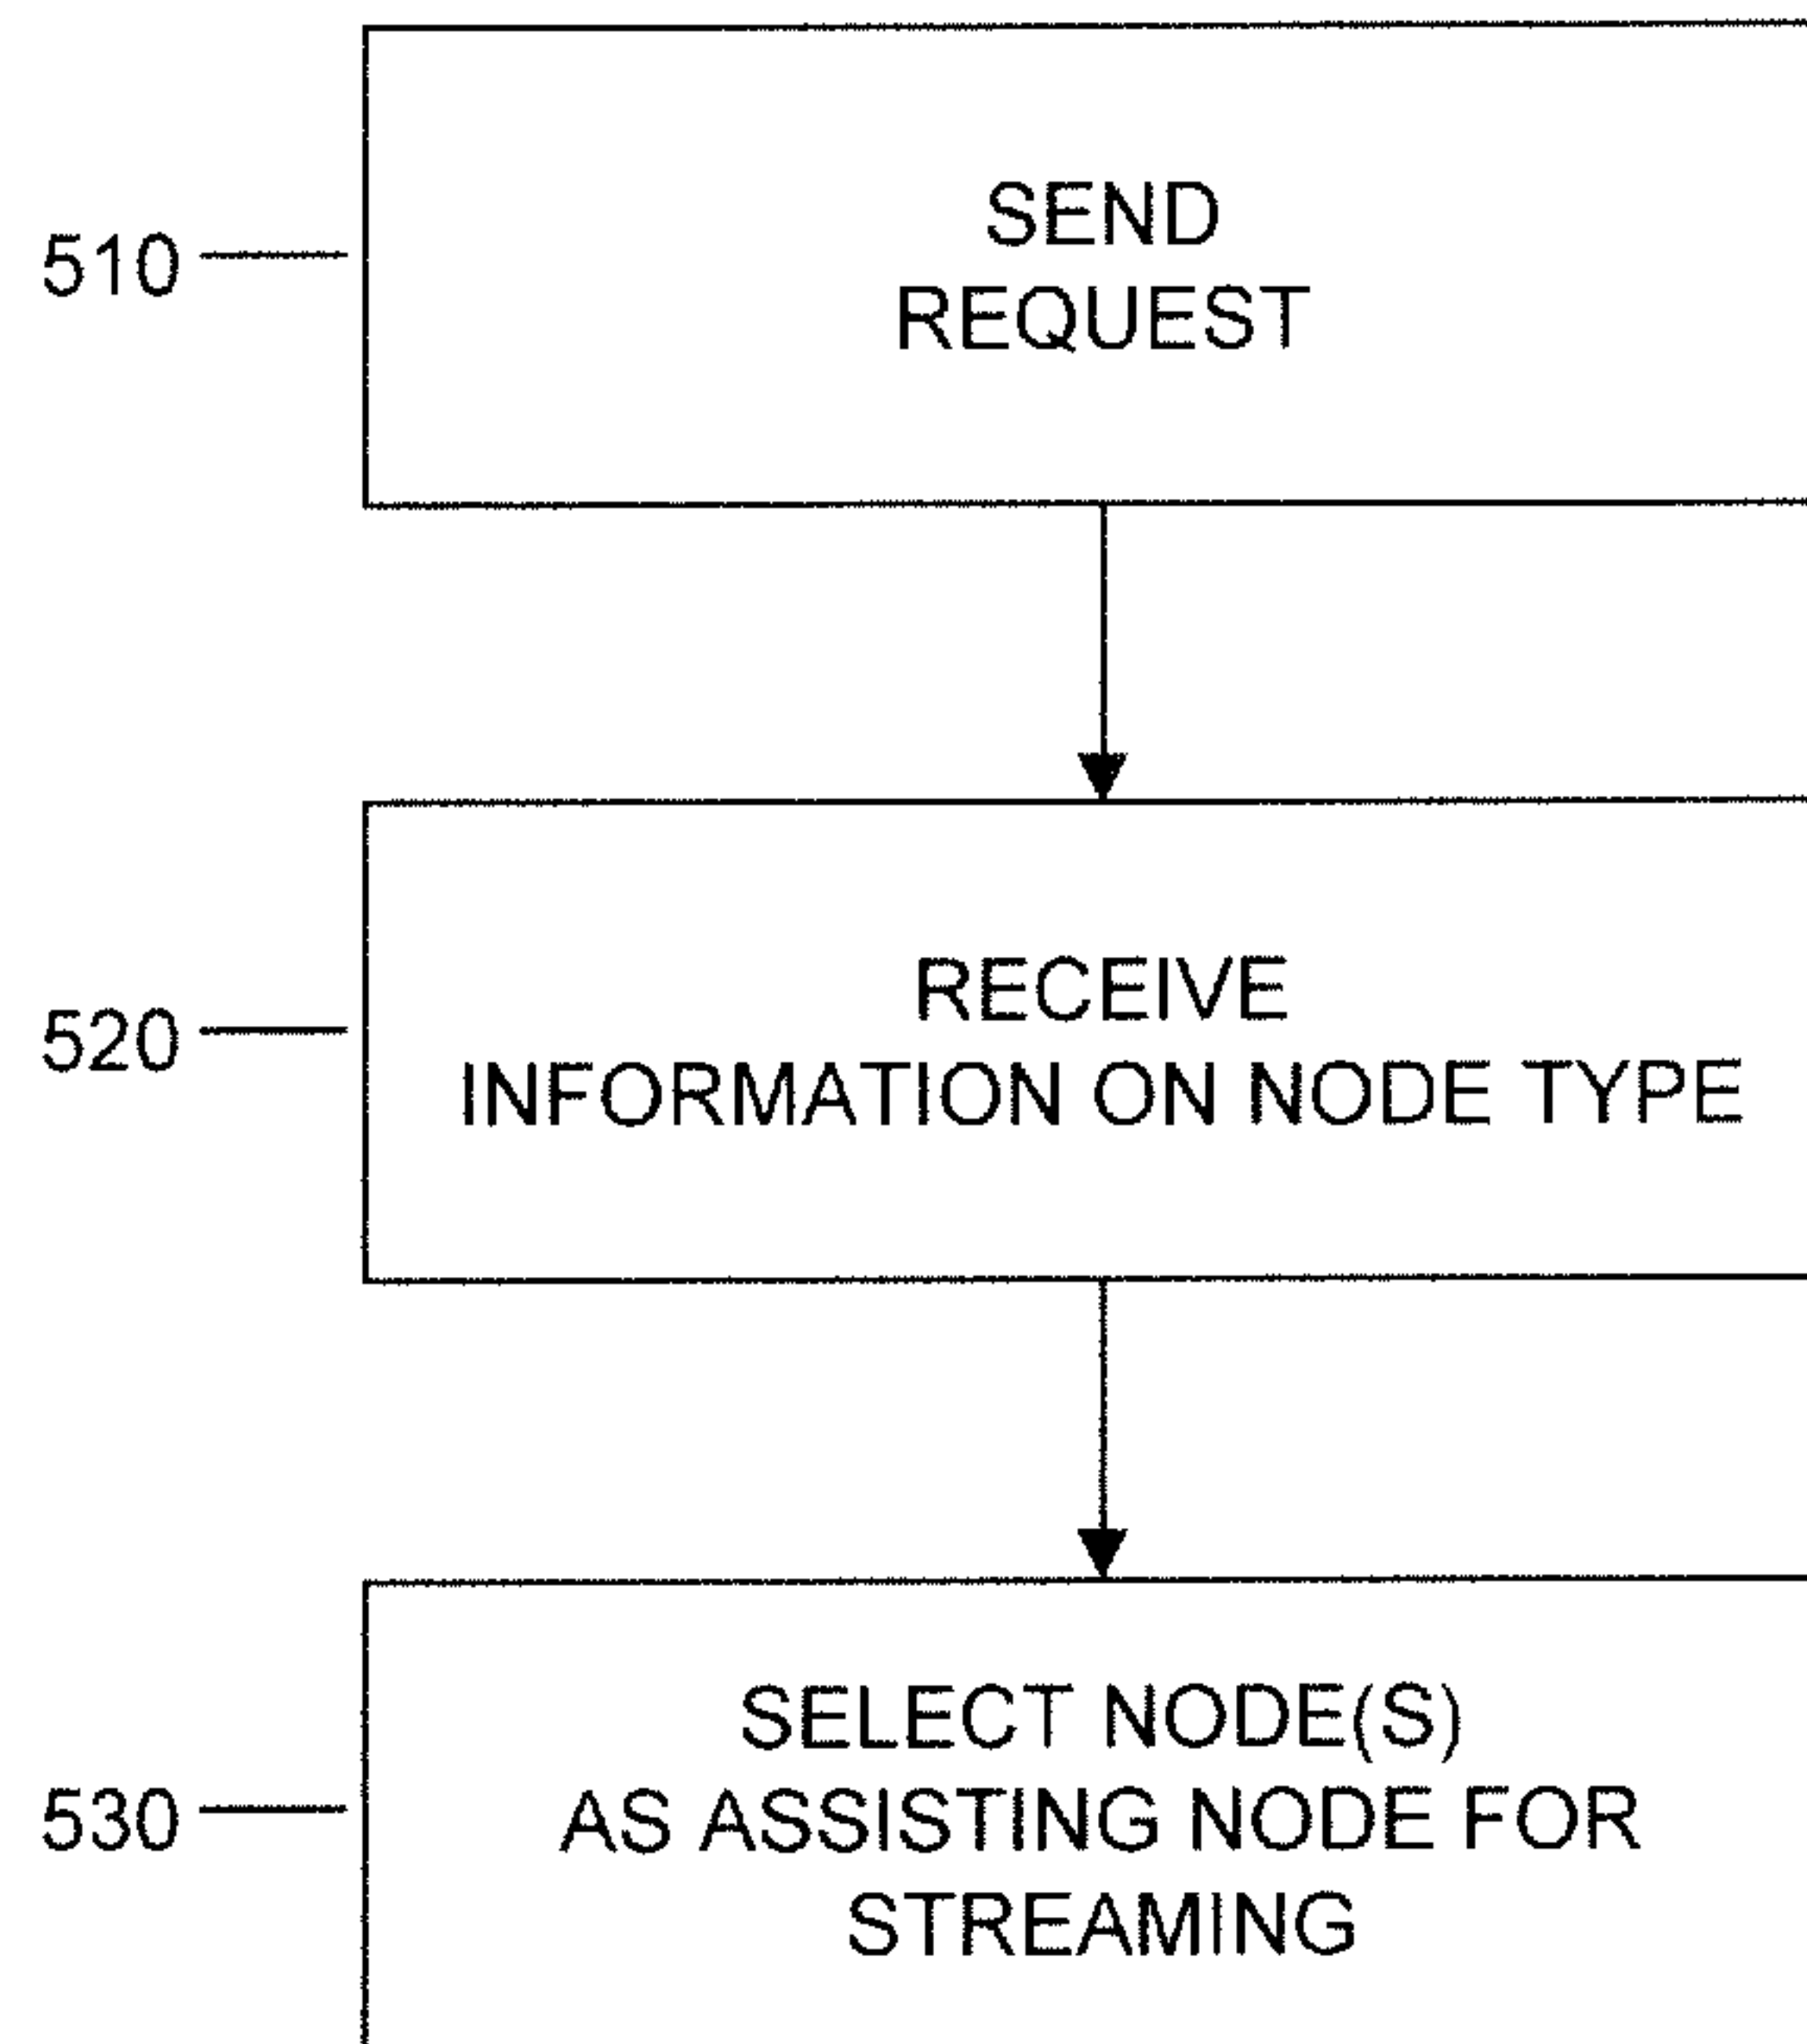 510
SEND
REQUEST
520
RECEIVE
INFORMATION ON NODE TYPE
530
SELECT NODE(S)
AS ASSISTING NODE FOR
STREAMING